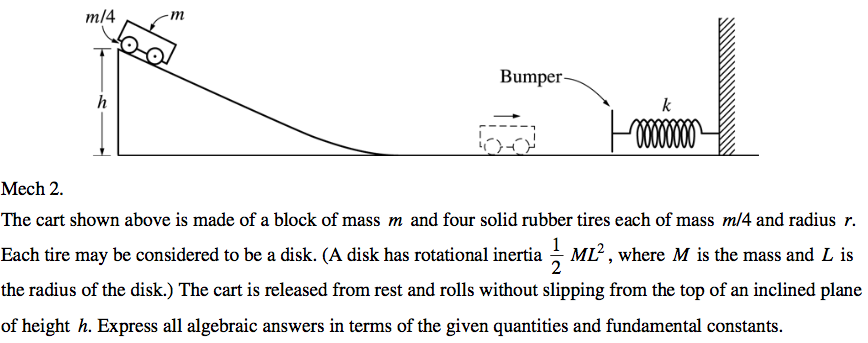 m/4
m
h
Bumper
k
Mech 2.
The cart shown above is made of a block of mass m and four solid rubber tires each of mass m/4 and radius r.
Each tire may be considered to be a disk. (A disk has rotational inertia 1/2 ML², where M is the mass and L is
the radius of the disk.) The cart is released from rest and rolls without slipping from the top of an inclined plane
of height h. Express all algebraic answers in terms of the given quantities and fundamental constants.